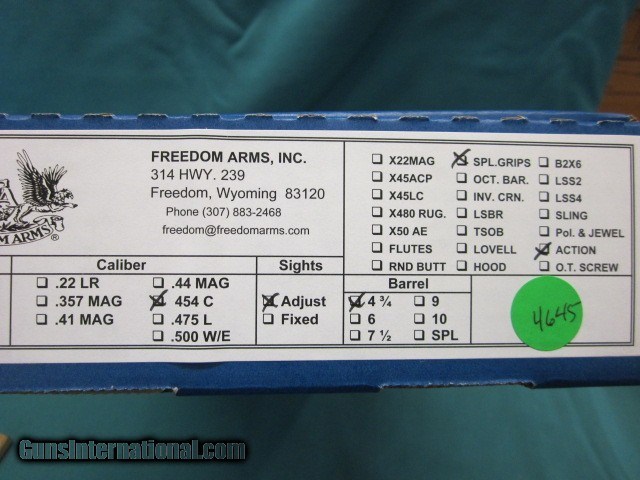 FREEDOM ARMS, INC.
314 HWY. 239
Freedom, Wyoming 83120
Phone (307) 883-2468
freedom@freedomarms.com
ARMS®
X22MAG SPL.GRIPS B2X6
X45ACP OCT. BAR. LSS2
X45LC INV. CRN. LSS4
X480 RUG. LSBR SLING
X50 AE TSOB Pol. & JEWEL
FLUTES LOVELL ACTION
RND BUTT HOOD O.T. SCREW
Caliber
.22 LR .44 MAG
.357 MAG 454 C
.41 MAG .475 L
.500 W/E
Sights
Adjust
Fixed
Barrel
4 ¾ 9
6 10
7 ½ SPL
4645
GunsInternational.com